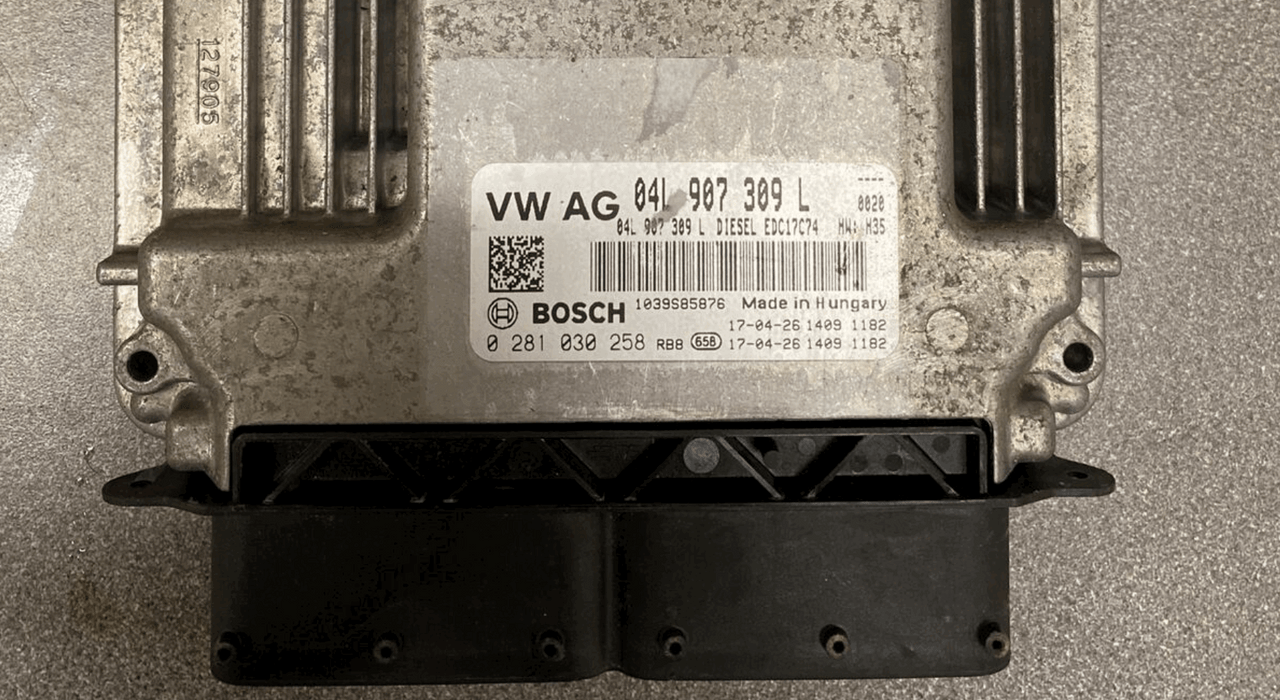 127905
VW AG 04L 907 309 L ----
0020
04L 907 309 L DIESEL EDC17C74 HW: H35
BOSCH 1039S85876 Made in Hungary
17-04-26 1409 1182
0 281 030 258 RB8 658 17-04-26 1409 1182